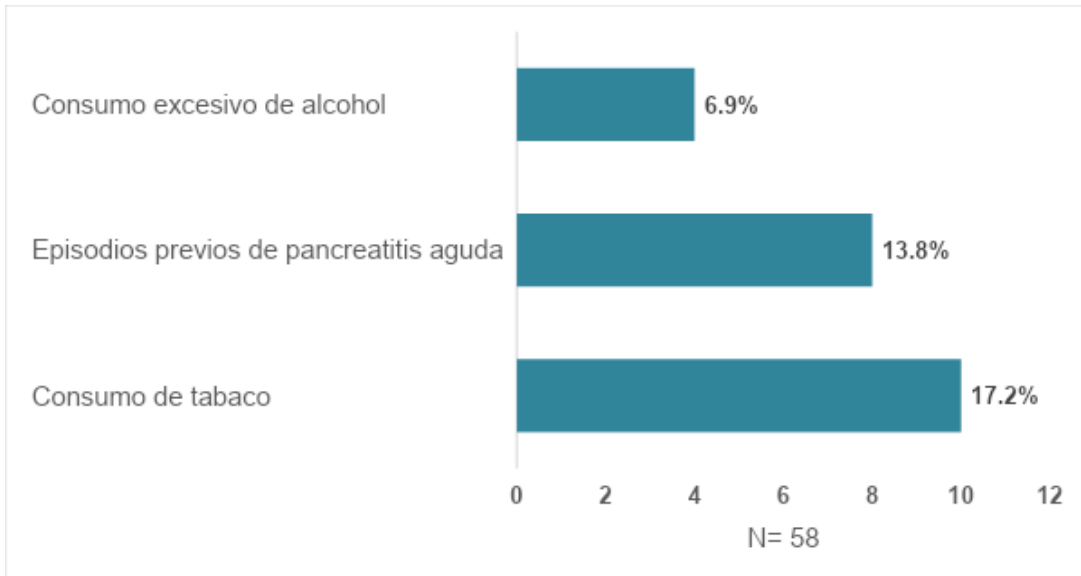 Consumo excesivo de alcohol
6.9%
Episodios previos de pancreatitis aguda
13.8%
Consumo de tabaco
17.2%
0 2 4 6 8 10 12
N= 58